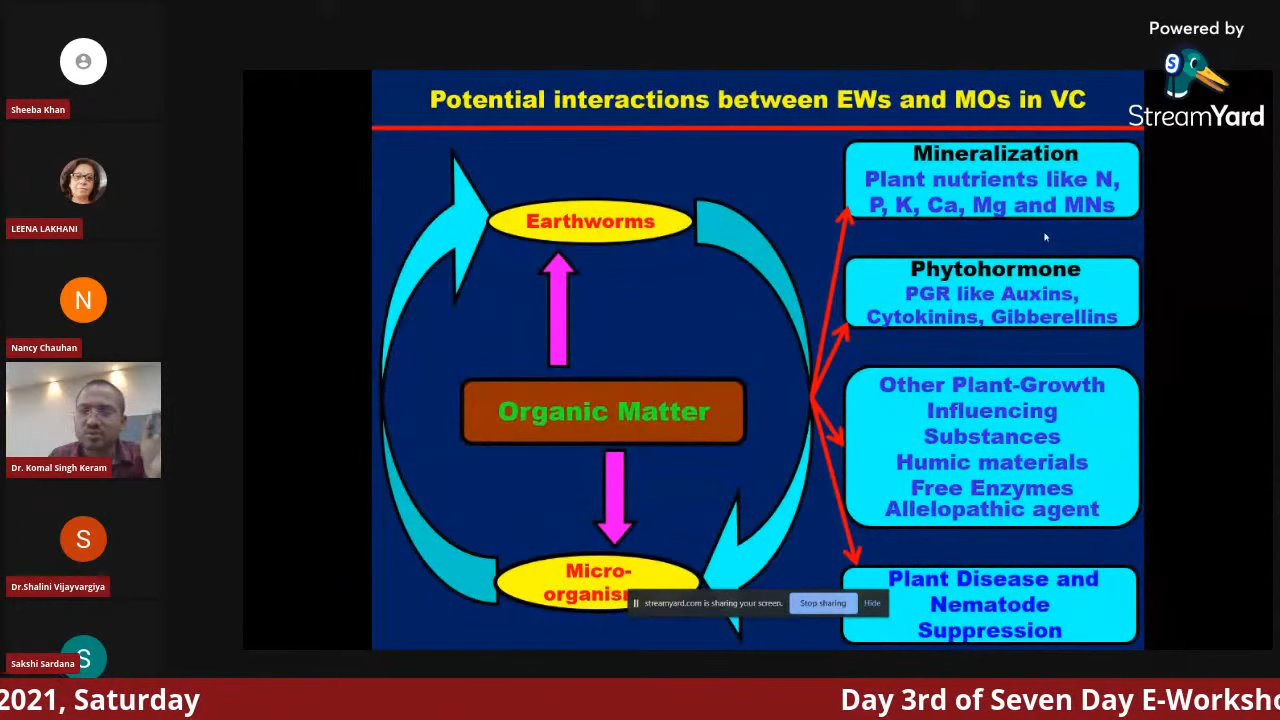 Powered by
S
StreamYard
Sheeba Khan
LEENA LAKHANI
N
Nancy Chauhan
Dr. Komal Singh Keram
S
Dr.Shalini Vijayvargiya
S
Sakshi Sardana
Potential interactions between EWs and MOs in VC
Earthworms
Organic Matter
Micro-
organism
Mineralization
Plant nutrients like N,
P, K, Ca, Mg and MNs
Phytohormone
PGR like Auxins,
Cytokinins, Gibberellins
Other Plant-Growth
Influencing
Substances
Humic materials
Free Enzymes
Allelopathic agent
Plant Disease and
Nematode
Suppression
streamyard.com is sharing your screen.
Stop sharing
Hide
2021, Saturday
Day 3rd of Seven Day E-Worksho